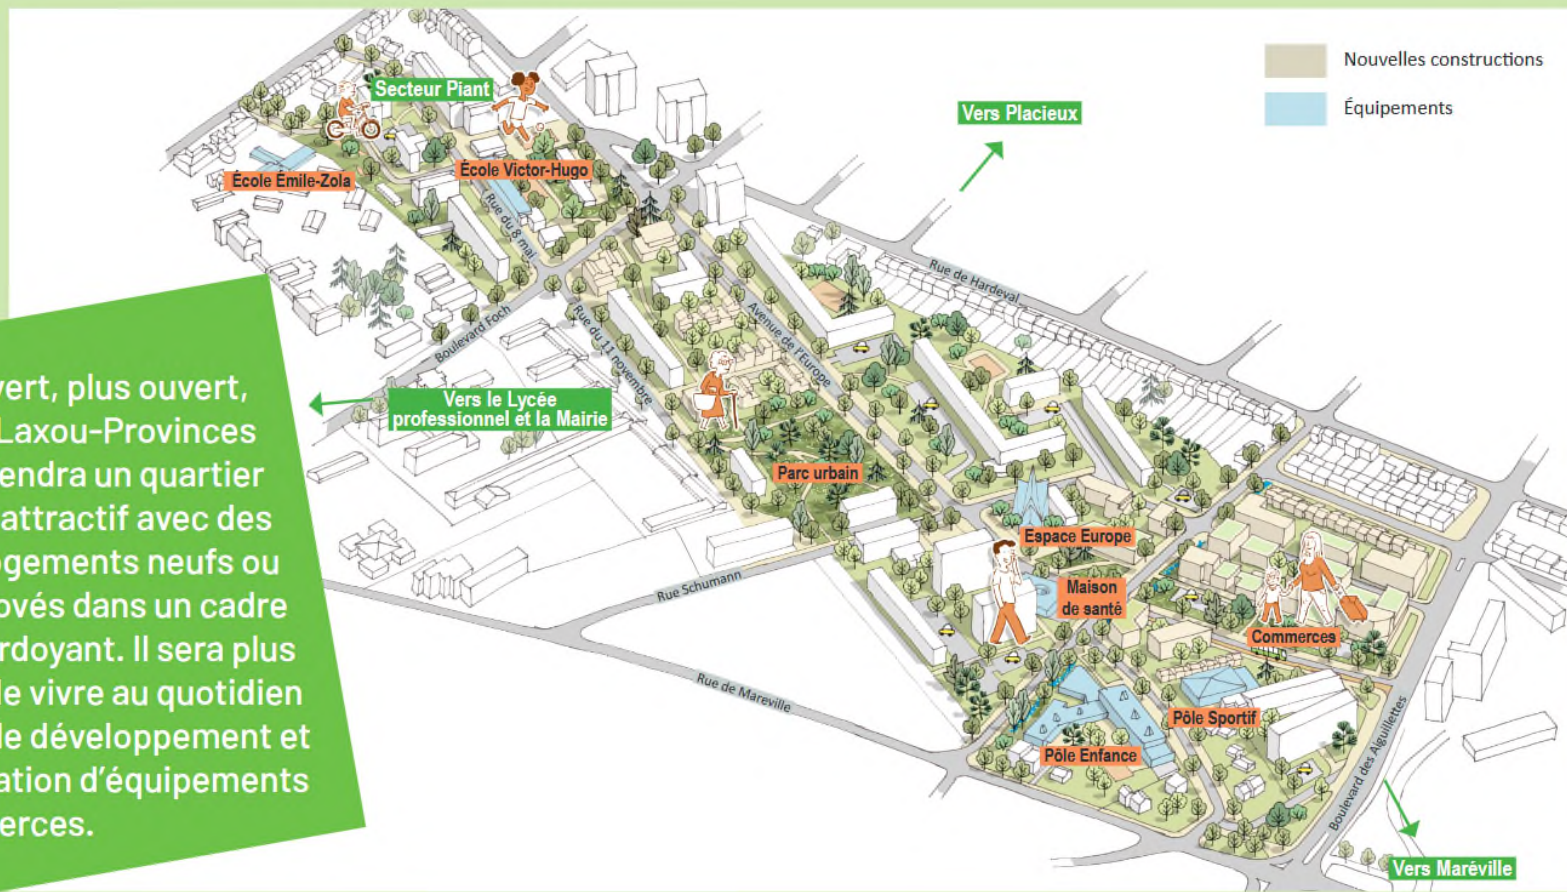 Nouvelles constructions
Équipements
Secteur Piant
Vers Placieux
École Émile-Zola
École Victor-Hugo
Rue du 8 mai
Rue de Hardeval
Boulevard Foch
Rue du 11 novembre
Avenue de l'Europe
Vers le Lycée
professionnel et la Mairie
Parc urbain
Espace Europe
Maison
de santé
Commerces
Rue Schumann
Rue de Mareville
Pôle Sportif
Pôle Enfance
Boulevard des Aiguillettes
Vers Maréville
vert, plus ouvert,
Laxou-Provinces
endra un quartier
attractif avec des
ogements neufs ou
ovés dans un cadre
rdoyant. Il sera plus
de vivre au quotidien
le développement et
ation d'équipements
erces.